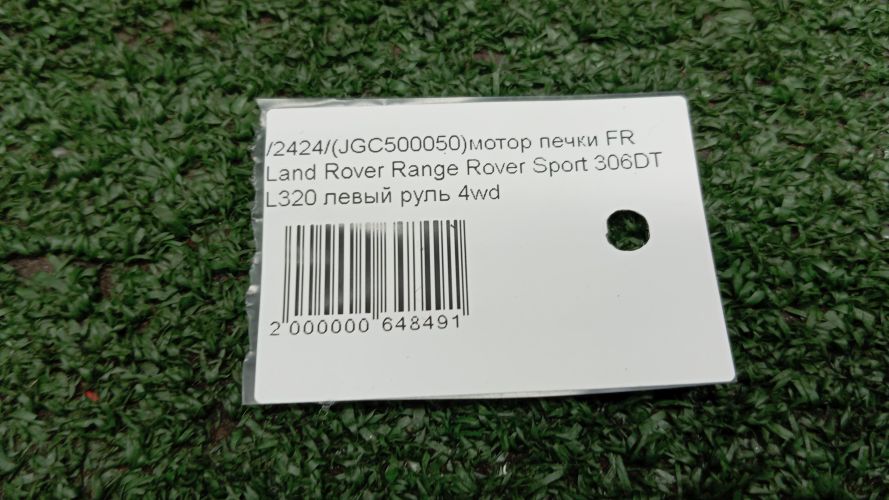 /2424/(JGC500050)мотор печки FR
Land Rover Range Rover Sport 306DT
L320 левый руль 4wd
2 000000 648491